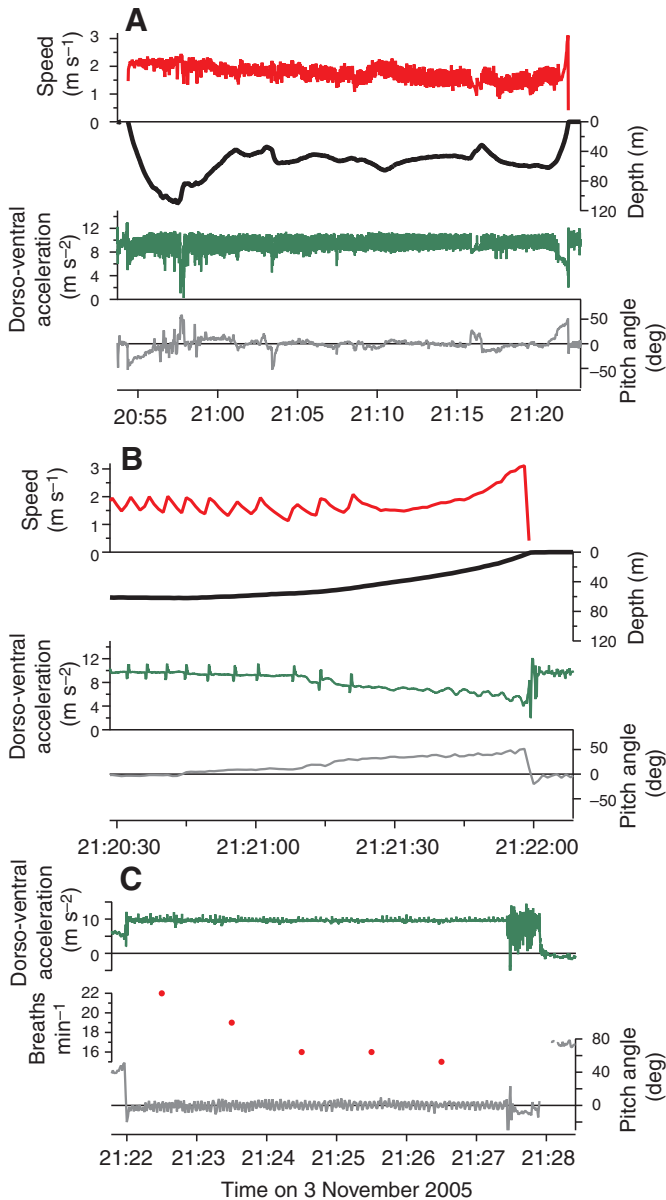 A
3
2
1
0
Speed
(m s–1)
0
40
80
120
Depth (m)
12
8
4
0
Dorso-ventral
acceleration
(m s–2)
50
0
–50
Pitch angle
(deg)
20:55 21:00 21:05 21:10 21:15 21:20
B
3
2
1
0
Speed
(m s–1)
0
40
80
120
Depth (m)
12
8
4
0
Dorso-ventral
acceleration
(m s–2)
50
0
–50
Pitch angle
(deg)
21:20:30 21:21:00 21:21:30 21:22:00
C
10
0
Dorso-ventral
acceleration
(m s–2)
22
20
18
16
Breaths
min–1
80
40
0
Pitch angle
(deg)
21:22 21:23 21:24 21:25 21:26 21:27 21:28
Time on 3 November 2005